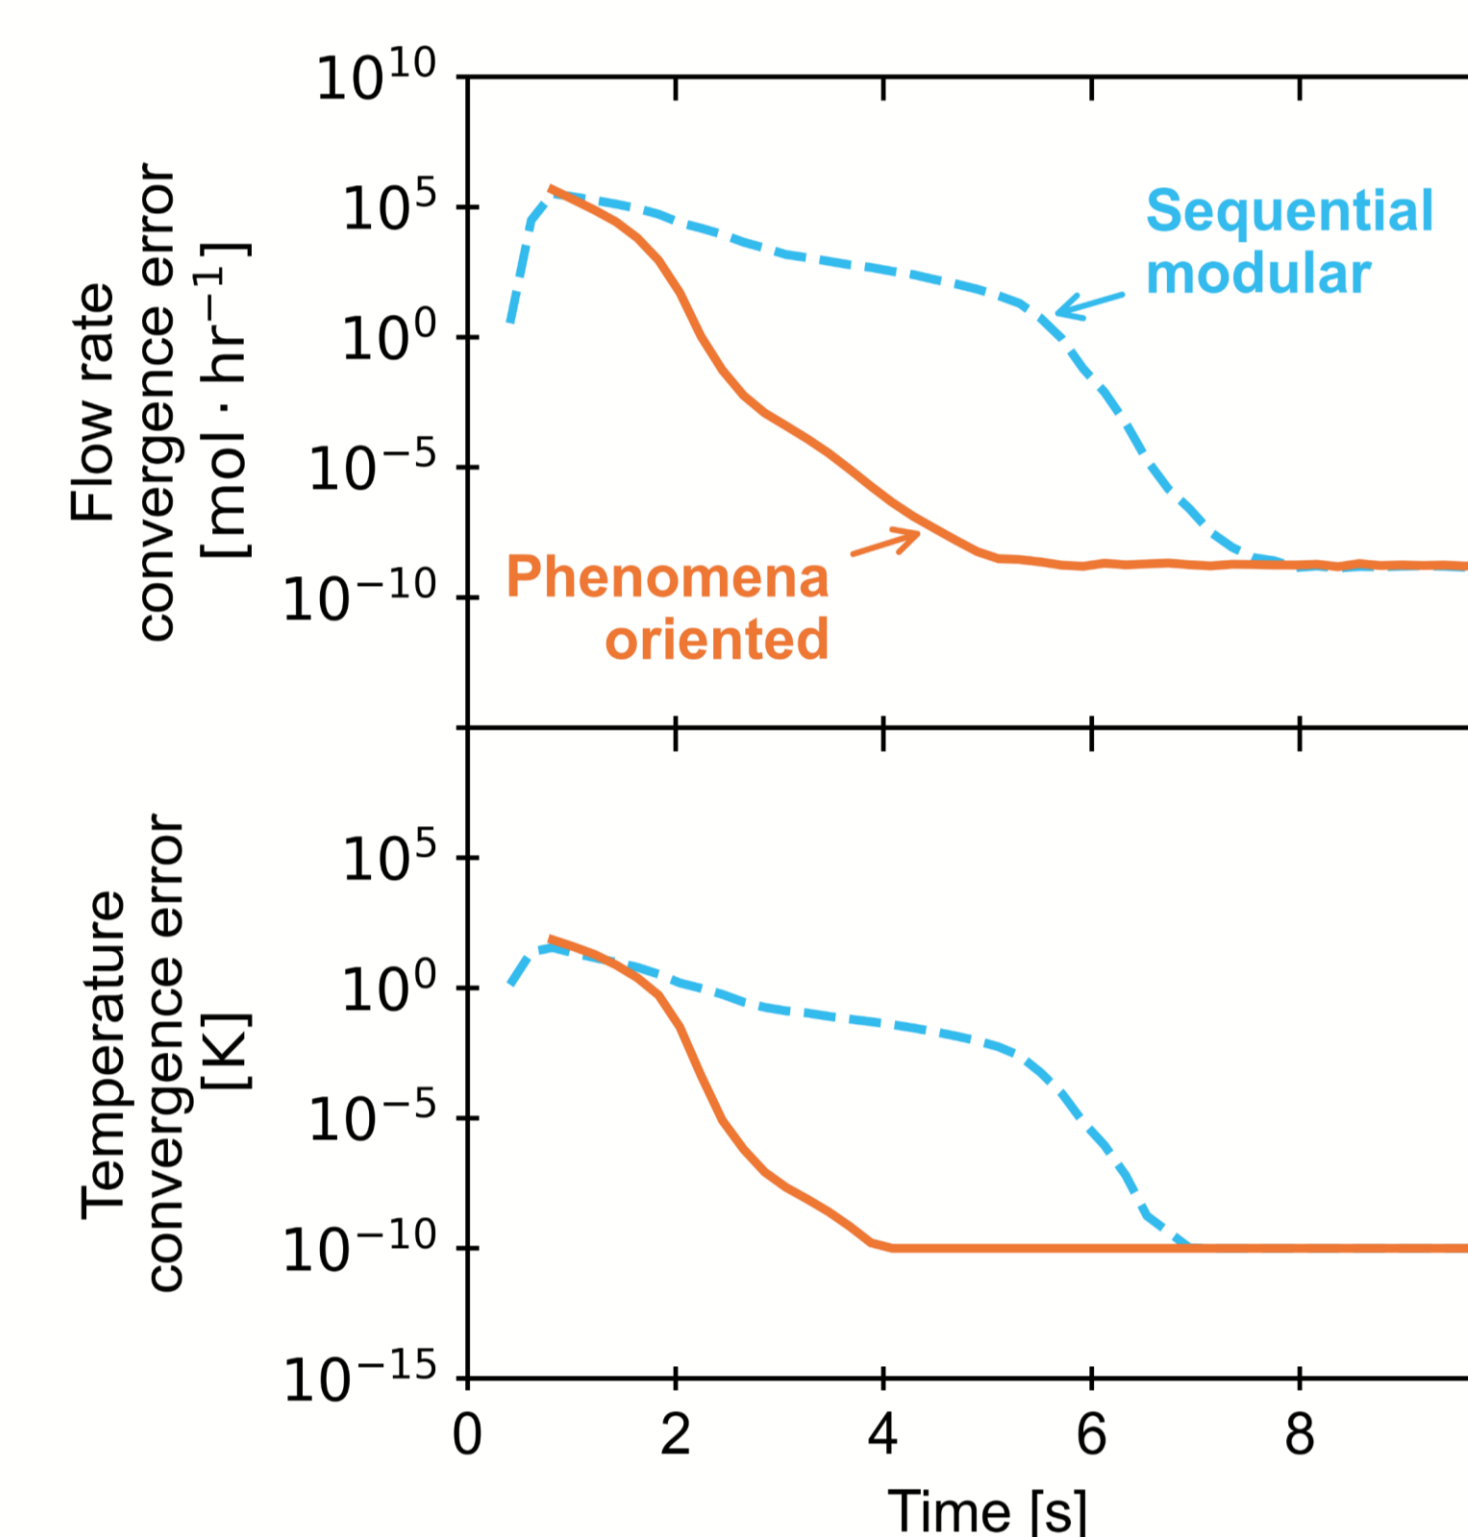 Flow rate
convergence error
[mol · hr⁻¹]
10¹⁰
10⁵
10⁰
10⁻⁵
10⁻¹⁰
Sequential
modular
Phenomena
oriented
Temperature
convergence error
[K]
10⁵
10⁰
10⁻⁵
10⁻¹⁰
10⁻¹⁵
0 2 4 6 8
Time [s]